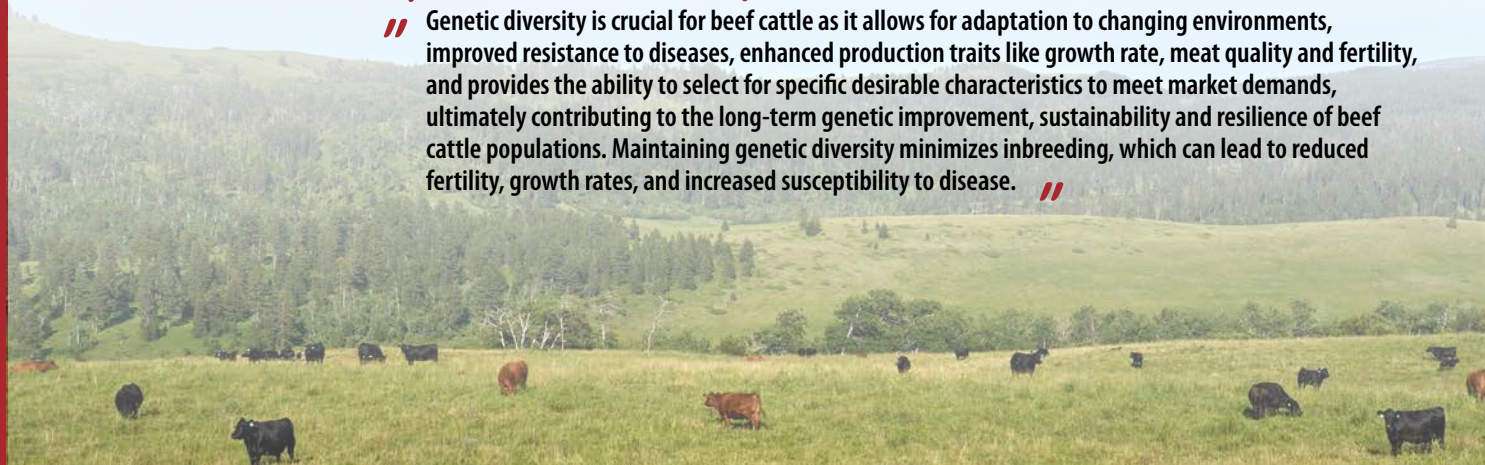 " Genetic diversity is crucial for beef cattle as it allows for adaptation to changing environments,
improved resistance to diseases, enhanced production traits like growth rate, meat quality and fertility,
and provides the ability to select for specific desirable characteristics to meet market demands,
ultimately contributing to the long-term genetic improvement, sustainability and resilience of beef
cattle populations. Maintaining genetic diversity minimizes inbreeding, which can lead to reduced
fertility, growth rates, and increased susceptibility to disease. "